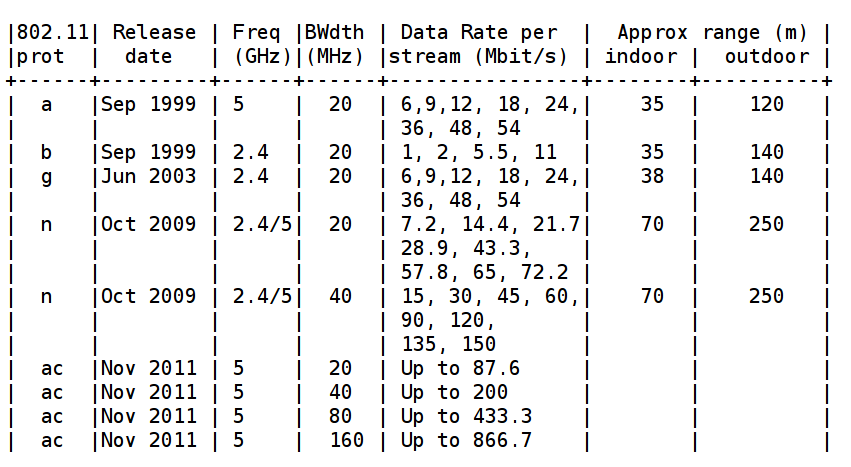 |802.11| Release | Freq |BWdth | Data Rate per  |  Approx range (m) |
|prot  |  date   | (GHz)|(MHz) |stream (Mbit/s) | indoor |  outdoor |
+------+---------+------+------+----------------+--------+----------+
|  a   |Sep 1999 | 5    |  20  | 6,9,12, 18, 24,|    35  |    120   |
|      |         |      |      | 36, 48, 54     |        |          |
|  b   |Sep 1999 | 2.4  |  20  | 1, 2, 5.5, 11  |    35  |    140   |
|  g   |Jun 2003 | 2.4  |  20  | 6,9,12, 18, 24,|    38  |    140   |
|      |         |      |      | 36, 48, 54     |        |          |
|  n   |Oct 2009 | 2.4/5|  20  | 7.2, 14.4, 21.7|    70  |    250   |
|      |         |      |      | 28.9, 43.3,    |        |          |
|      |         |      |      | 57.8, 65, 72.2 |        |          |
|  n   |Oct 2009 | 2.4/5|  40  | 15, 30, 45, 60,|    70  |    250   |
|      |         |      |      | 90, 120,       |        |          |
|      |         |      |      | 135, 150       |        |          |
|  ac  |Nov 2011 | 5    |  20  | Up to 87.6     |        |          |
|  ac  |Nov 2011 | 5    |  40  | Up to 200      |        |          |
|  ac  |Nov 2011 | 5    |  80  | Up to 433.3    |        |          |
|  ac  |Nov 2011 | 5    |  160 | Up to 866.7    |        |          |